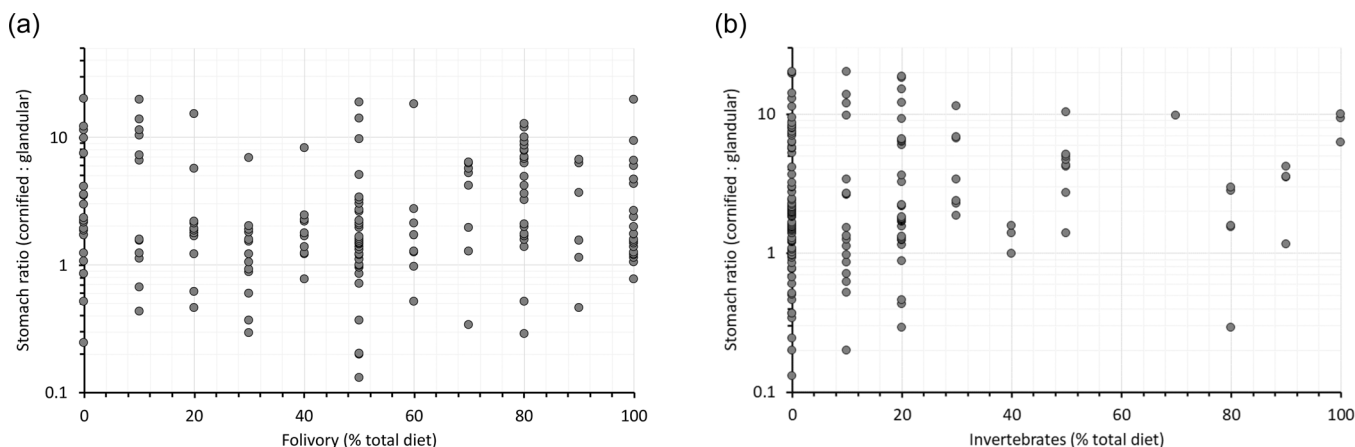 (a)
Stomach ratio (cornified : glandular)
10
1
0.1
0 20 40 60 80 100
Folivory (% total diet)
(b)
Stomach ratio (cornified : glandular)
10
1
0.1
0 20 40 60 80 100
Invertebrates (% total diet)